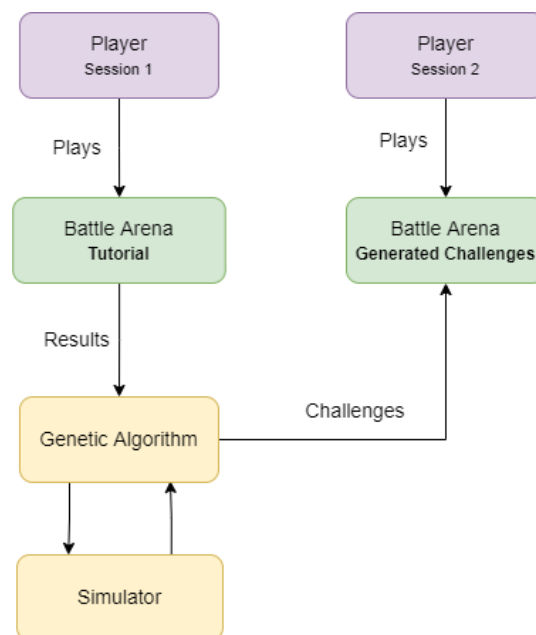 Player
Session 1
Player
Session 2
Plays
Plays
Battle Arena
Tutorial
Battle Arena
Generated Challenges
Results
Challenges
Genetic Algorithm
Simulator